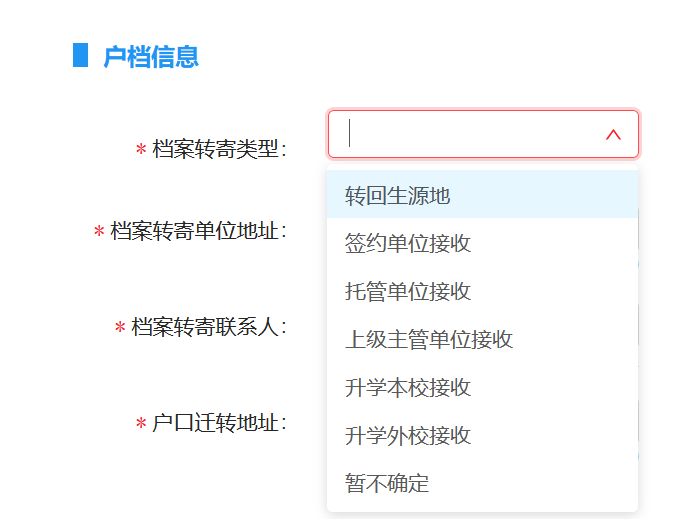 户档信息
* 档案转寄类型:
转回生源地
* 档案转寄单位地址:
签约单位接收
托管单位接收
* 档案转寄联系人:
上级主管单位接收
升学本校接收
* 户口迁转地址:
升学外校接收
暂不确定